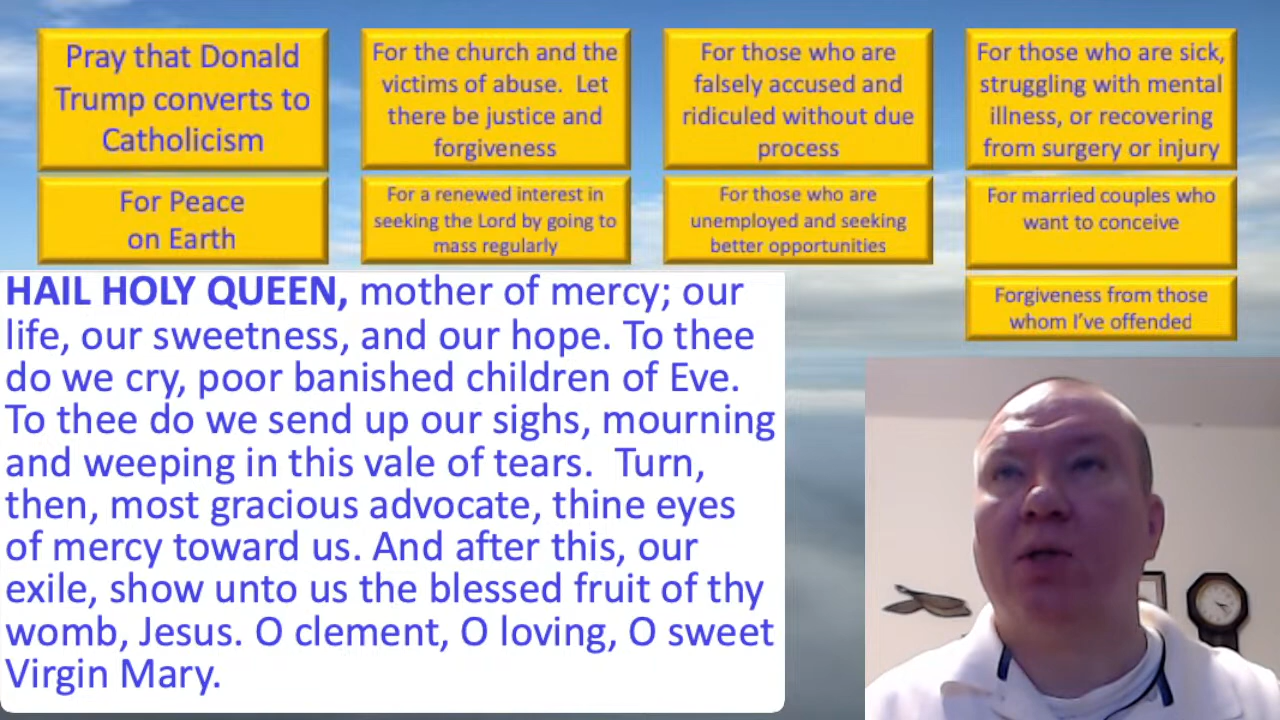 Pray that Donald
Trump converts to
Catholicism
For the church and the
victims of abuse. Let
there be justice and
forgiveness
For those who are
falsely accused and
ridiculed without due
process
For those who are sick,
struggling with mental
illness, or recovering
from surgery or injury
For Peace
on Earth
For a renewed interest in
seeking the Lord by going to
mass regularly
For those who are
unemployed and seeking
better opportunities
For married couples who
want to conceive
Forgiveness from those
whom I've offended
HAIL HOLY QUEEN, mother of mercy; our
life, our sweetness, and our hope. To thee
do we cry, poor banished children of Eve.
To thee do we send up our sighs, mourning
and weeping in this vale of tears. Turn,
then, most gracious advocate, thine eyes
of mercy toward us. And after this, our
exile, show unto us the blessed fruit of thy
womb, Jesus. O clement, O loving, O sweet
Virgin Mary.